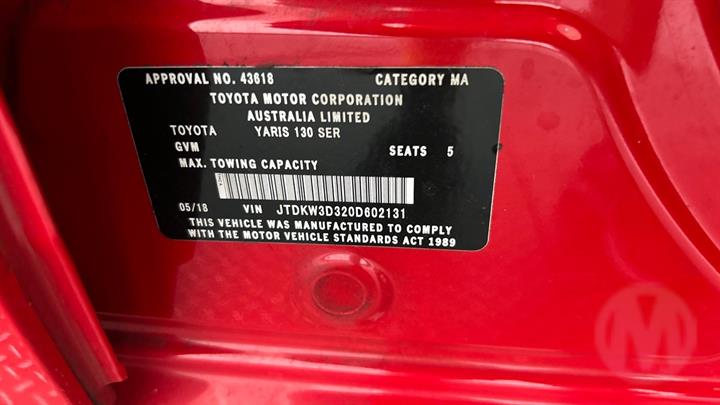 APPROVAL NO. 43618 CATEGORY MA
TOYOTA MOTOR CORPORATION
AUSTRALIA LIMITED
TOYOTA YARIS 130 SER
GVM SEATS 5
MAX. TOWING CAPACITY
05/18 VIN JTDKW3D320D602131
THIS VEHICLE WAS MANUFACTURED TO COMPLY
WITH THE MOTOR VEHICLE STANDARDS ACT 1989
M